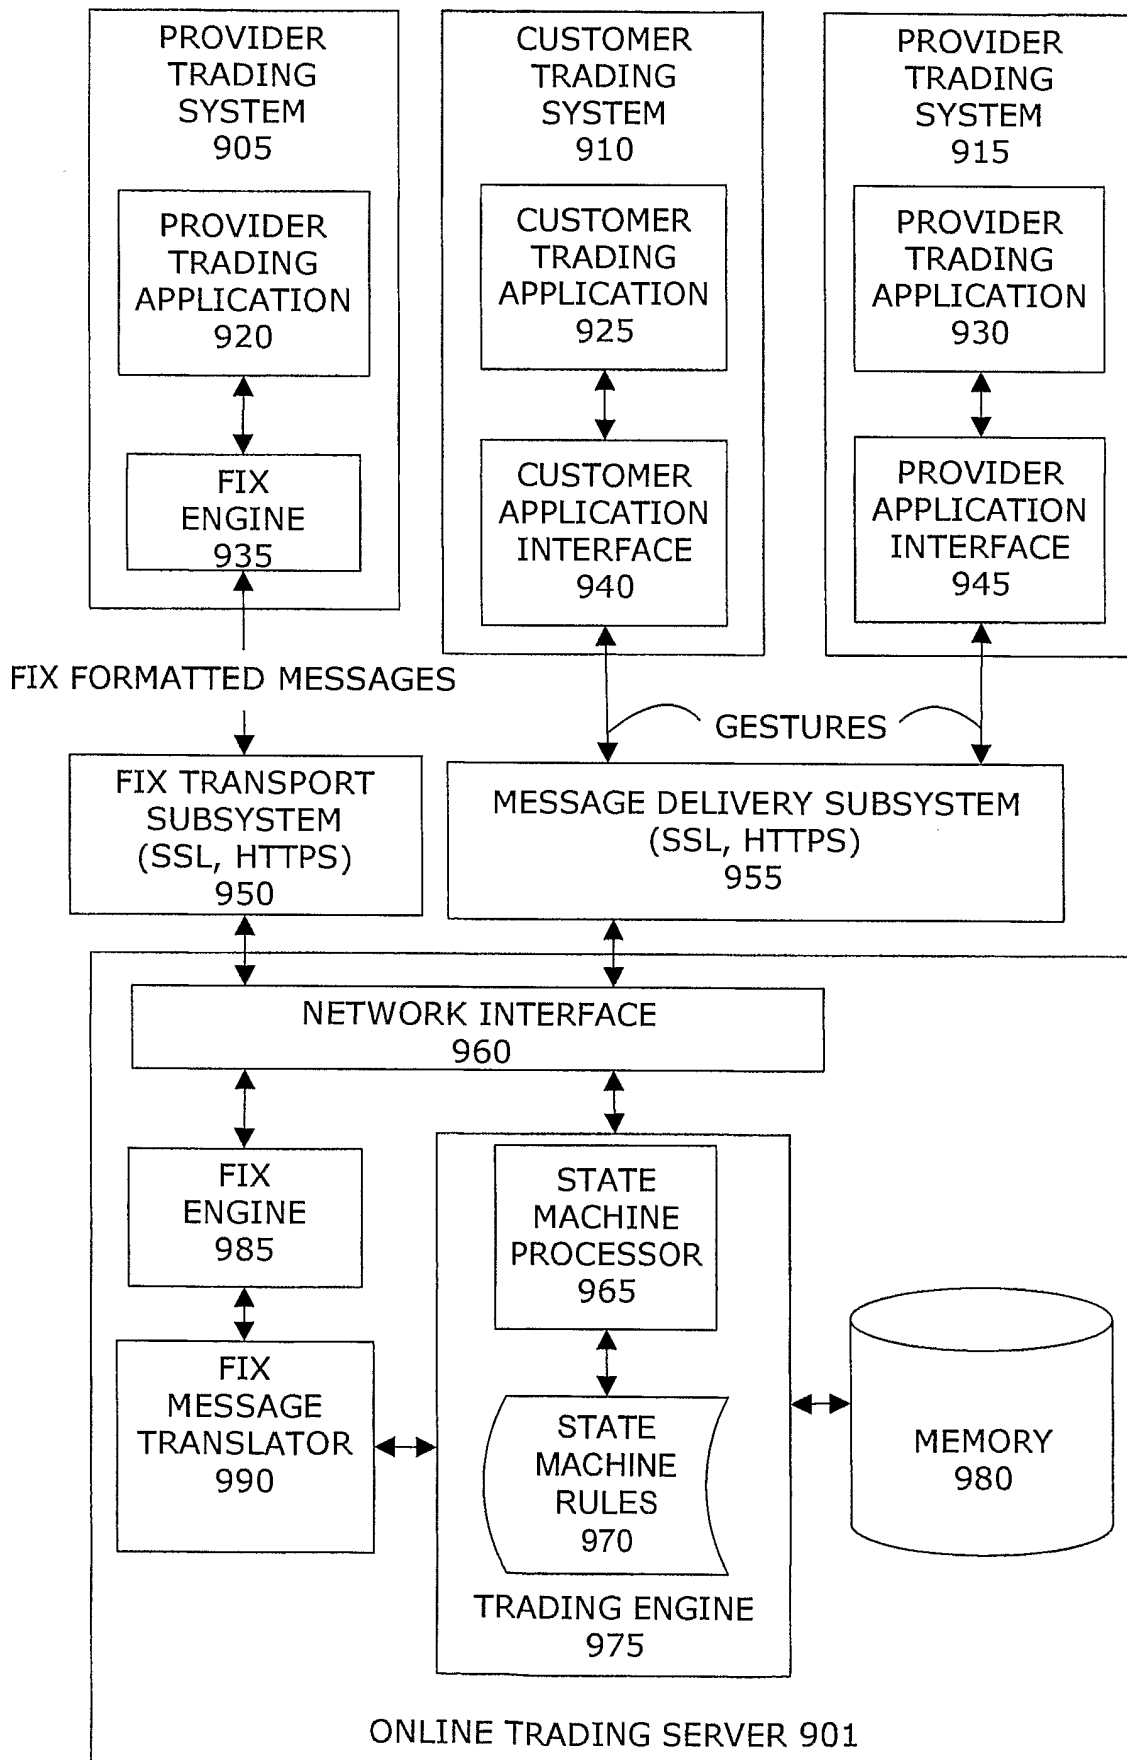 PROVIDER
TRADING
SYSTEM
905
PROVIDER
TRADING
APPLICATION
920
FIX
ENGINE
935
CUSTOMER
TRADING
SYSTEM
910
CUSTOMER
TRADING
APPLICATION
925
CUSTOMER
APPLICATION
INTERFACE
940
PROVIDER
TRADING
SYSTEM
915
PROVIDER
TRADING
APPLICATION
930
PROVIDER
APPLICATION
INTERFACE
945
FIX FORMATTED MESSAGES
GESTURES
FIX TRANSPORT
SUBSYSTEM
(SSL, HTTPS)
950
MESSAGE DELIVERY SUBSYSTEM
(SSL, HTTPS)
955
NETWORK INTERFACE
960
FIX
ENGINE
985
FIX
MESSAGE
TRANSLATOR
990
STATE
MACHINE
PROCESSOR
965
STATE
MACHINE
RULES
970
TRADING ENGINE
975
MEMORY
980
ONLINE TRADING SERVER 901